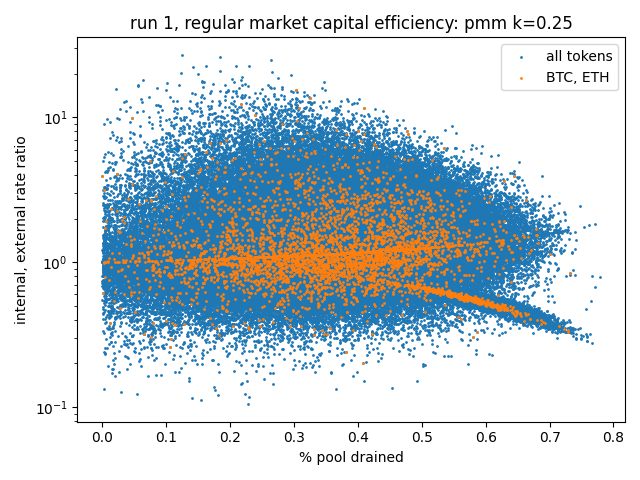 run 1, regular market capital efficiency: pmm k=0.25
all tokens
BTC, ETH
internal, external rate ratio
10¹
10⁰
10⁻¹
0.0 0.1 0.2 0.3 0.4 0.5 0.6 0.7 0.8
% pool drained